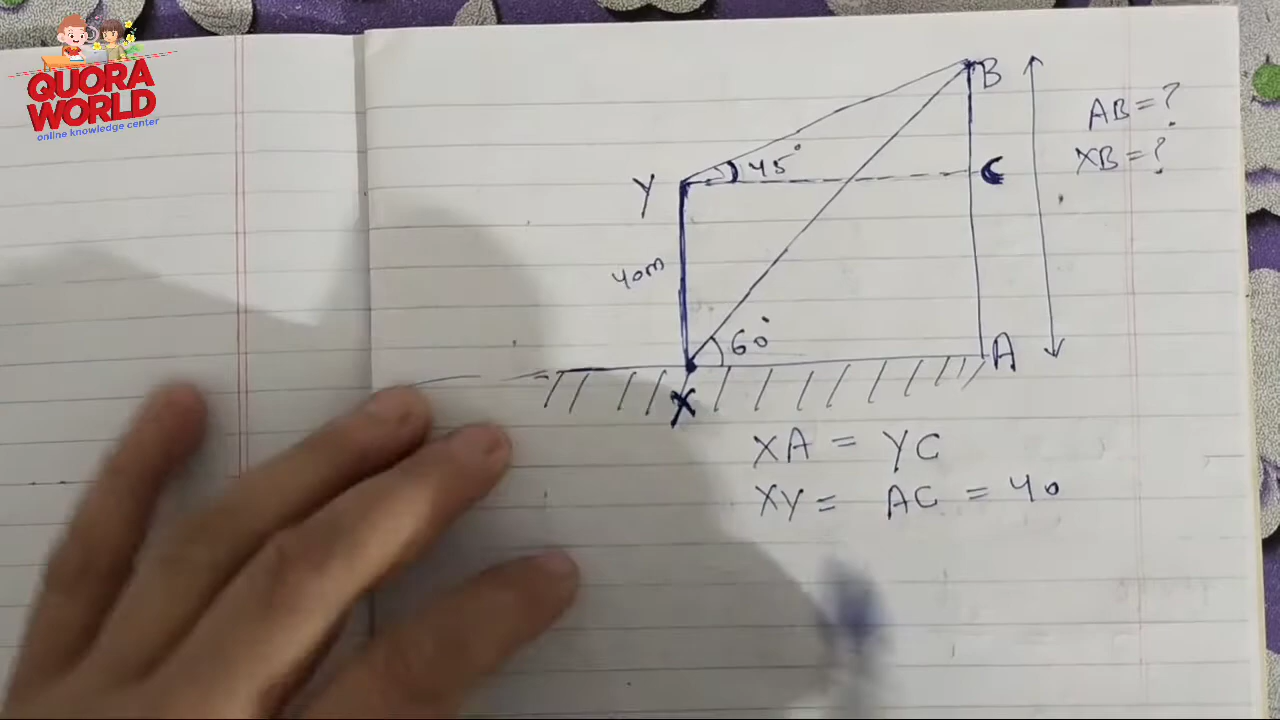 QUORA
WORLD
online knowledge center
B
AB = ?
XB = ?
45°
C
Y
40m
60°
A
X
XA = YC
XY = AC = 40